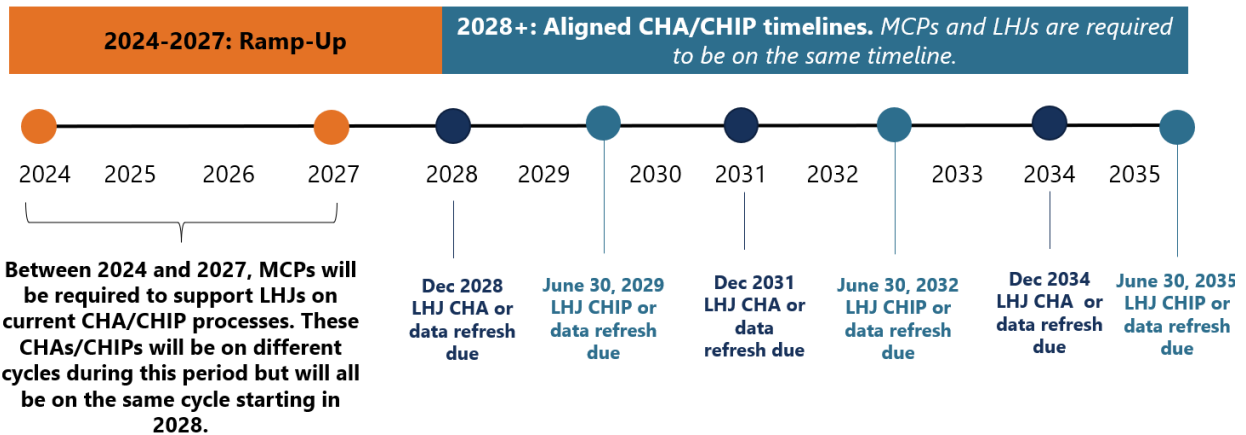 2024-2027: Ramp-Up
2028+: Aligned CHA/CHIP timelines. MCPs and LHJs are required
to be on the same timeline.
2024
2025
2026
2027
2028
2029
2030
2031
2032
2033
2034
2035
Between 2024 and 2027, MCPs will
be required to support LHJs on
current CHA/CHIP processes. These
CHAs/CHIPs will be on different
cycles during this period but will all
be on the same cycle starting in
2028.
Dec 2028
LHJ CHA or
data refresh
due
June 30, 2029
LHJ CHIP or
data refresh
due
Dec 2031
LHJ CHA or
data
refresh due
June 30, 2032
LHJ CHIP or
data refresh
due
Dec 2034
LHJ CHA or
data refresh
due
June 30, 2035
LHJ CHIP or
data refresh
due